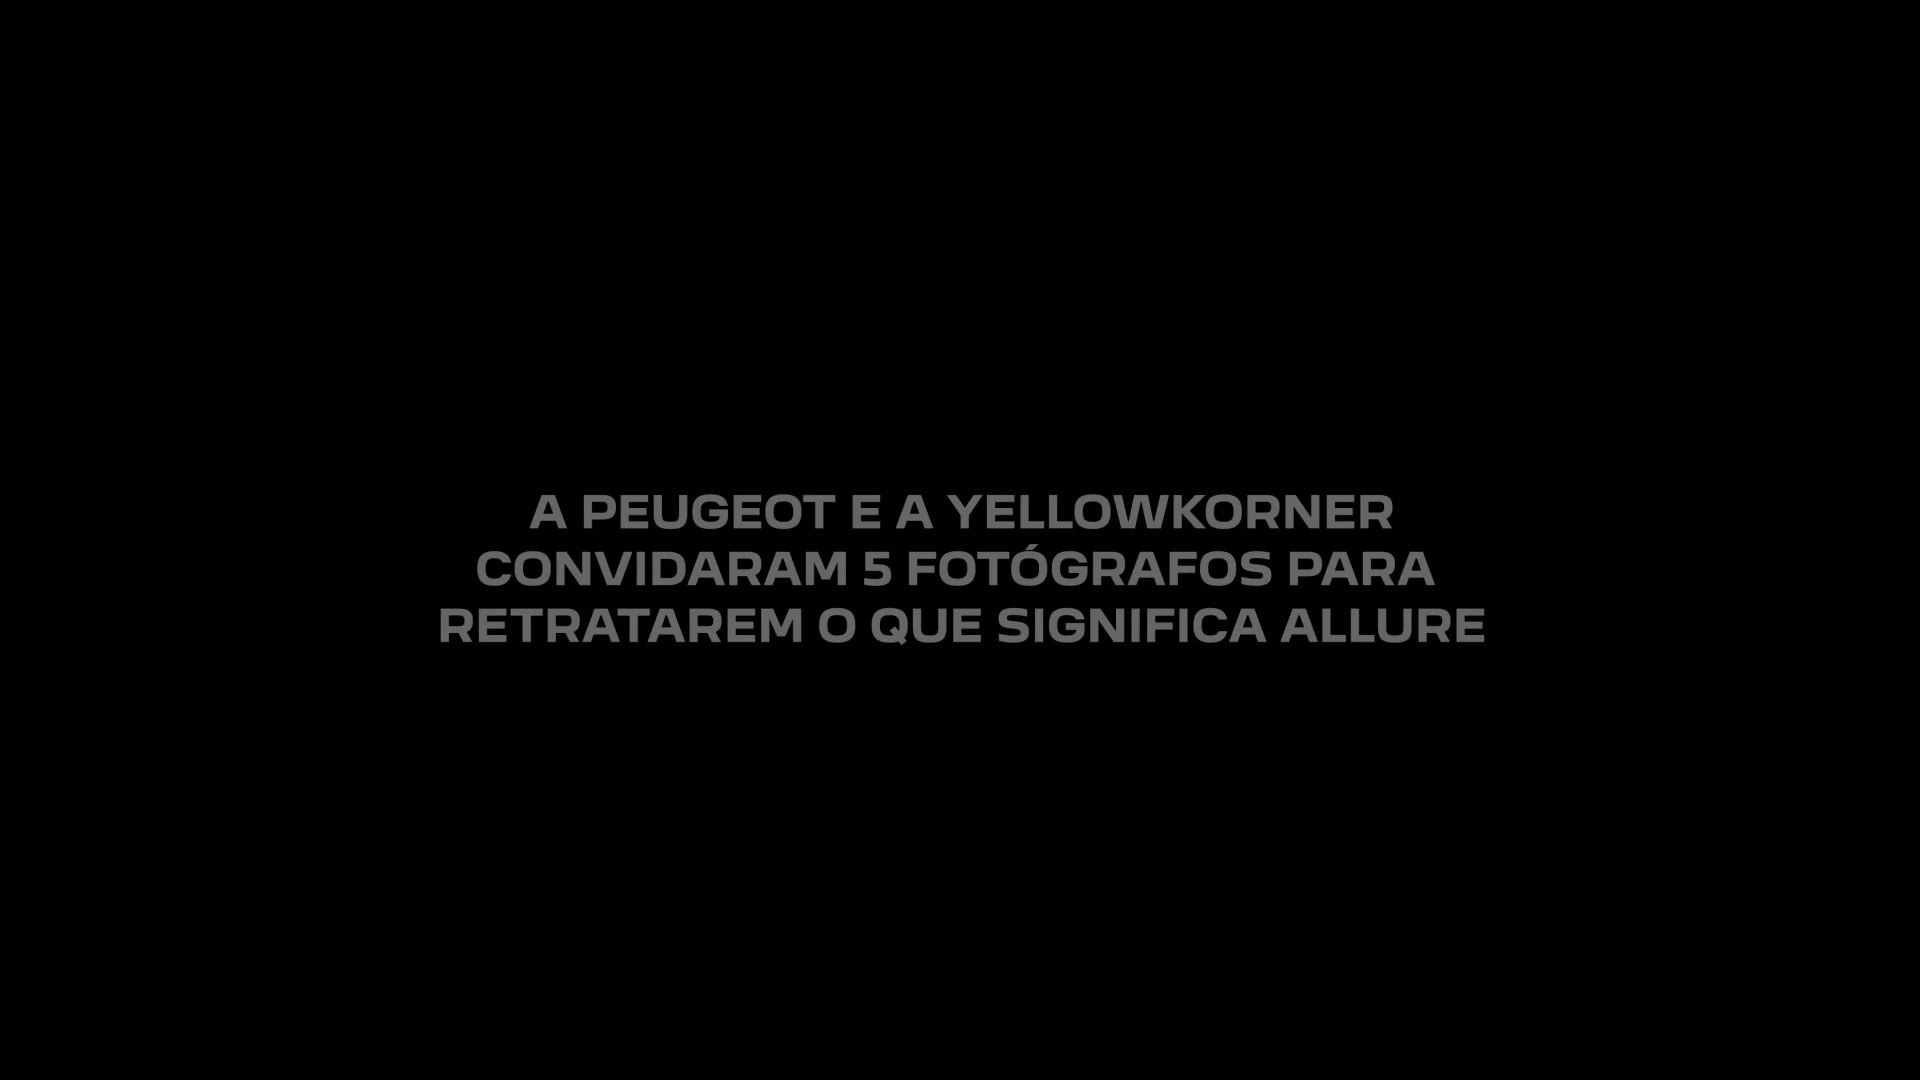 A PEUGEOT E A YELLOWKORNER
CONVIDARAM 5 FOTÓGRAFOS PARA
RETRATAREM O QUE SIGNIFICA ALLURE